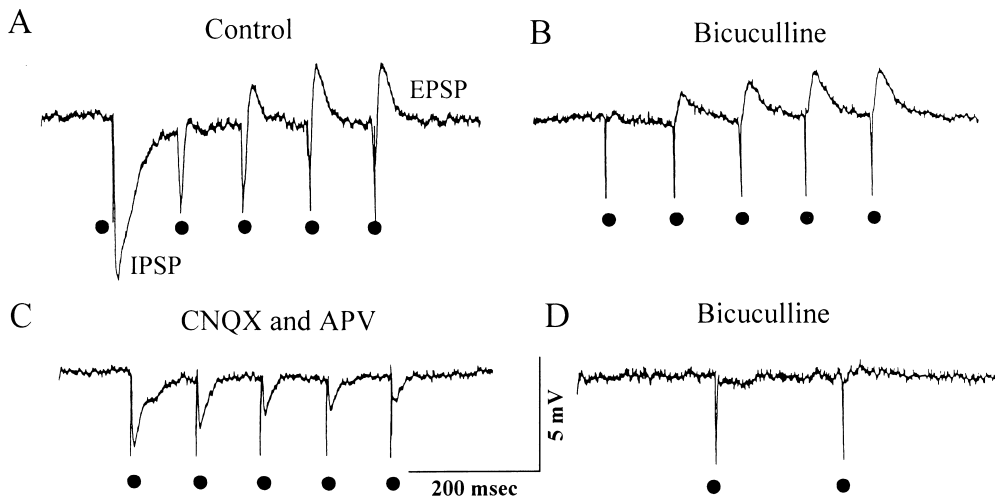 A
Control
EPSP
IPSP
B
Bicuculline
C
CNQX and APV
5 mV
200 msec
D
Bicuculline